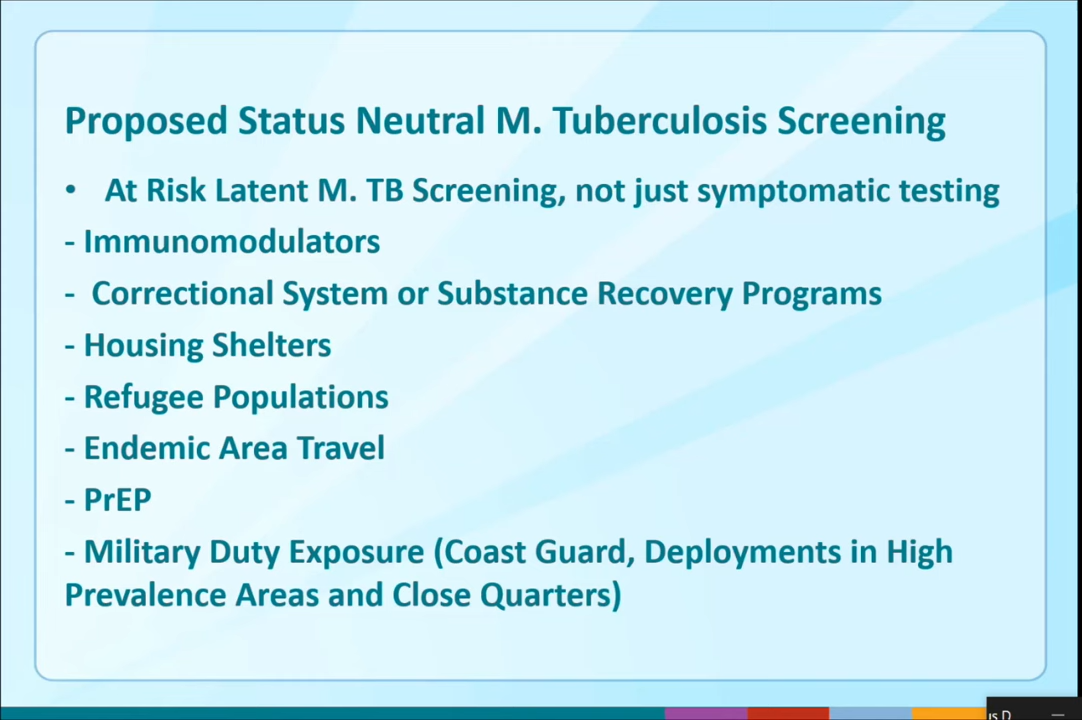 Proposed Status Neutral M. Tuberculosis Screening
• At Risk Latent M. TB Screening, not just symptomatic testing
- Immunomodulators
- Correctional System or Substance Recovery Programs
- Housing Shelters
- Refugee Populations
- Endemic Area Travel
- PrEP
- Military Duty Exposure (Coast Guard, Deployments in High
Prevalence Areas and Close Quarters)